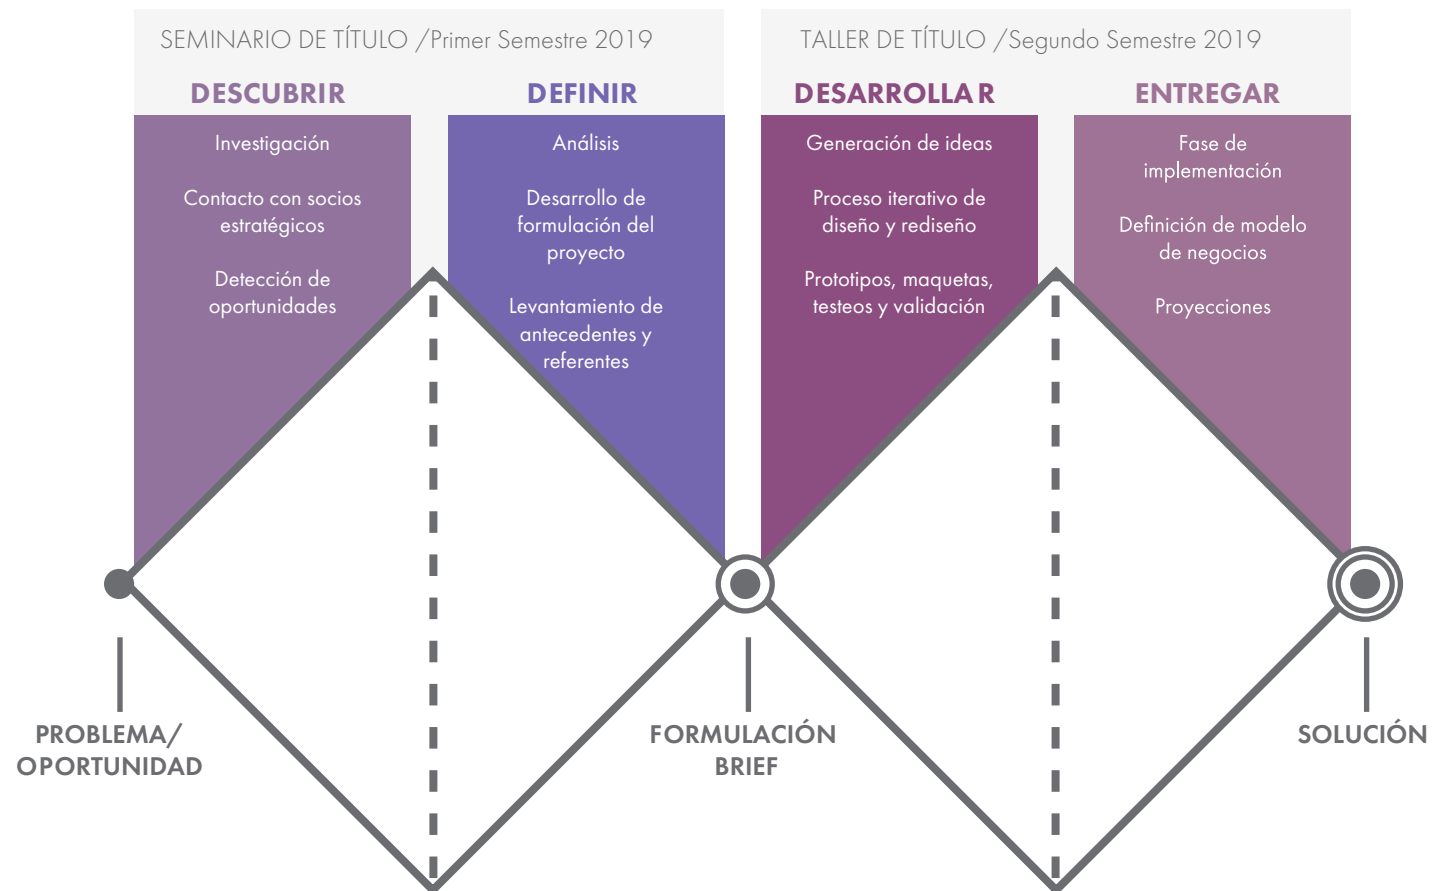 SEMINARIO DE TÍTULO /Primer Semestre 2019
TALLER DE TÍTULO /Segundo Semestre 2019
DESCUBRIR
Investigación
Contacto con socios
estratégicos
Detección de
oportunidades
DEFINIR
Análisis
Desarrollo de
formulación del
proyecto
Levantamiento de
antecedentes y
referentes
DESARROLLAR
Generación de ideas
Proceso iterativo de
diseño y rediseño
Prototipos, maquetas,
testeos y validación
ENTREGAR
Fase de
implementación
Definición de modelo
de negocios
Proyecciones
PROBLEMA/
OPORTUNIDAD
FORMULACIÓN
BRIEF
SOLUCIÓN